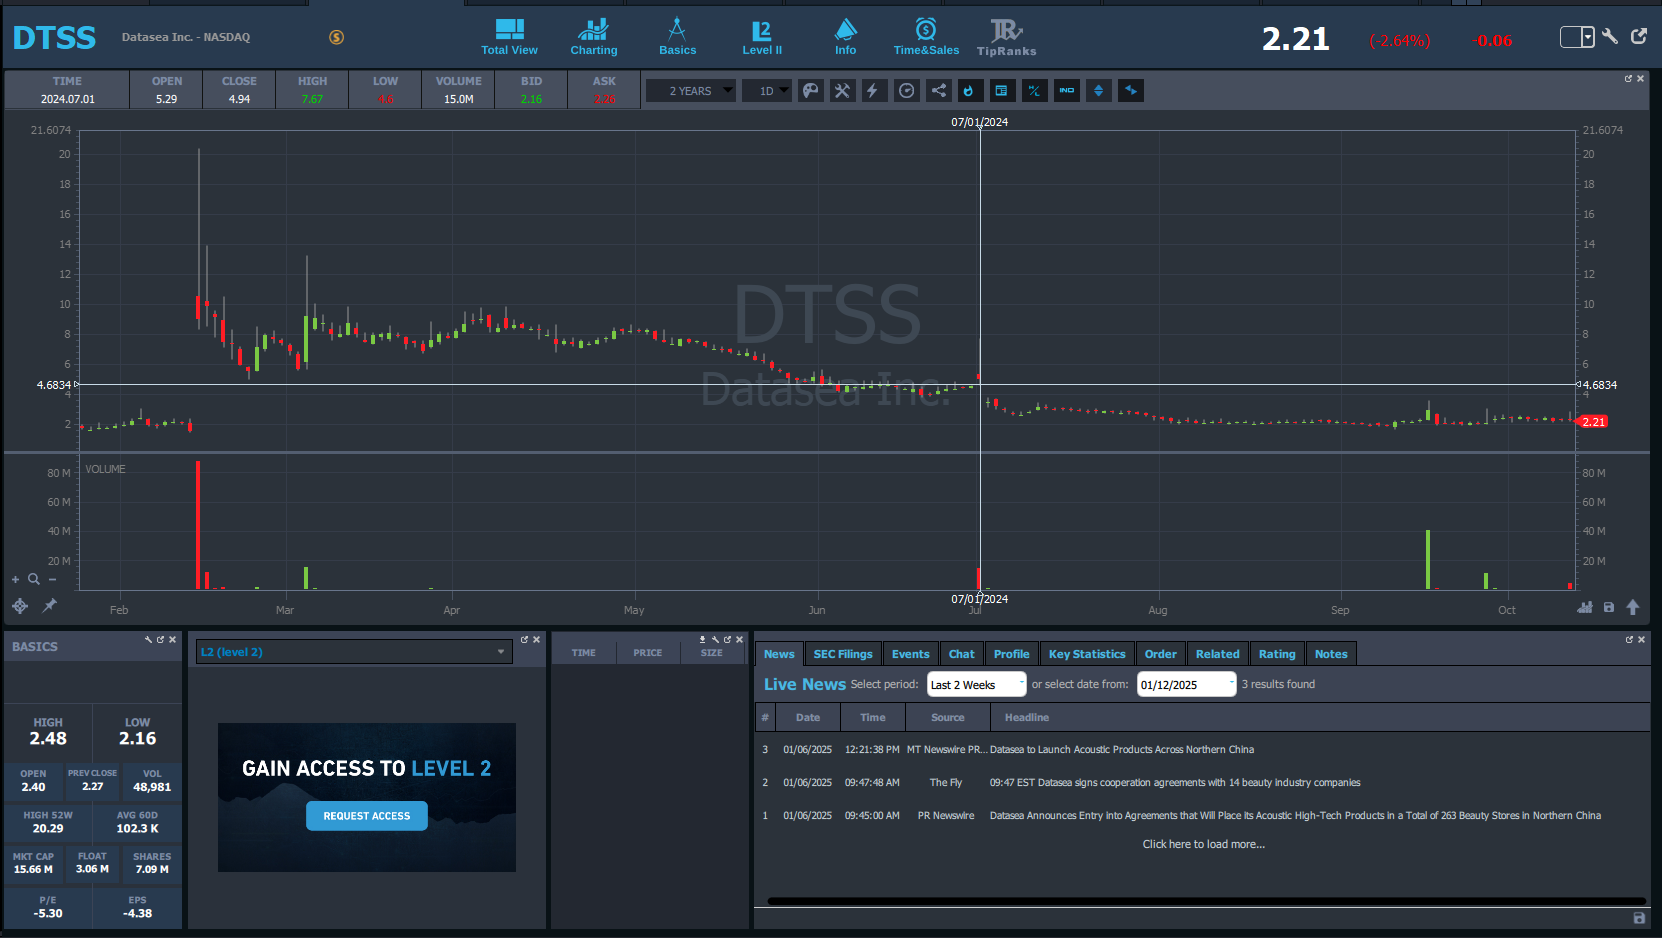 DTSS
Datasea Inc. - NASDAQ
Total View
Charting
Basics
L2
Level II
Info
Time&Sales
TR
TipRanks
2.21
(-2.64%)
-0.06
TIME OPEN CLOSE HIGH LOW VOLUME BID ASK
2024.07.01 5.29 4.94 7.67 4.6 15.0M 2.16 2.26
2 YEARS
1D
H/L
IND
07/01/2024
21.6074 21.6074
20 20
18 18
16 16
14 14
12 12
10 10
8 8
6 6
4.6834 4.6834
4 4
2 2
2.21
DTSS
Datasea Inc.
VOLUME
80 M 80 M
60 M 60 M
40 M 40 M
20 M 20 M
07/01/2024
Feb Mar Apr May Jun Jul Aug Sep Oct
BASICS
HIGH LOW
2.48 2.16
OPEN PREV CLOSE VOL
2.40 2.27 48,981
HIGH 52W AVG 60D
20.29 102.3 K
MKT CAP FLOAT SHARES
15.66 M 3.06 M 7.09 M
P/E EPS
-5.30 -4.38
L2 (level 2)
GAIN ACCESS TO LEVEL 2
REQUEST ACCESS
TIME PRICE SIZE
News SEC Filings Events Chat Profile Key Statistics Order Related Rating Notes
Live News Select period: Last 2 Weeks or select date from: 01/12/2025 3 results found
# Date Time Source Headline
3 01/06/2025 12:21:38 PM MT Newswire PR... Datasea to Launch Acoustic Products Across Northern China
2 01/06/2025 09:47:48 AM The Fly 09:47 EST Datasea signs cooperation agreements with 14 beauty industry companies
1 01/06/2025 09:45:00 AM PR Newswire Datasea Announces Entry into Agreements that Will Place its Acoustic High-Tech Products in a Total of 263 Beauty Stores in Northern China
Click here to load more...